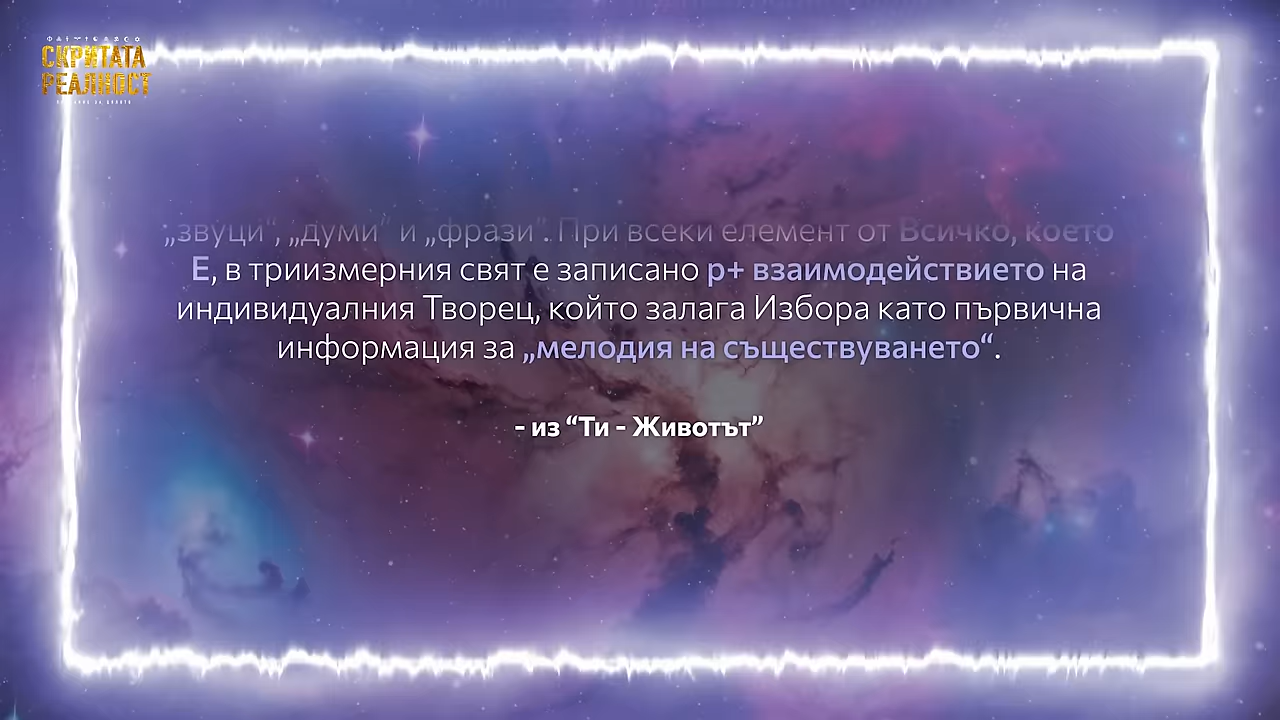 СКРИТАТА
РЕАЛНОСТ
„звуци“, „думи“ и „фрази“. При всеки елемент от Всичко, което
Е, в триизмерния свят е записано р+ взаимодействието на
индивидуалния Творец, който залага Избора като първична
информация за „мелодия на съществуването“.
- из “Ти - Животът”